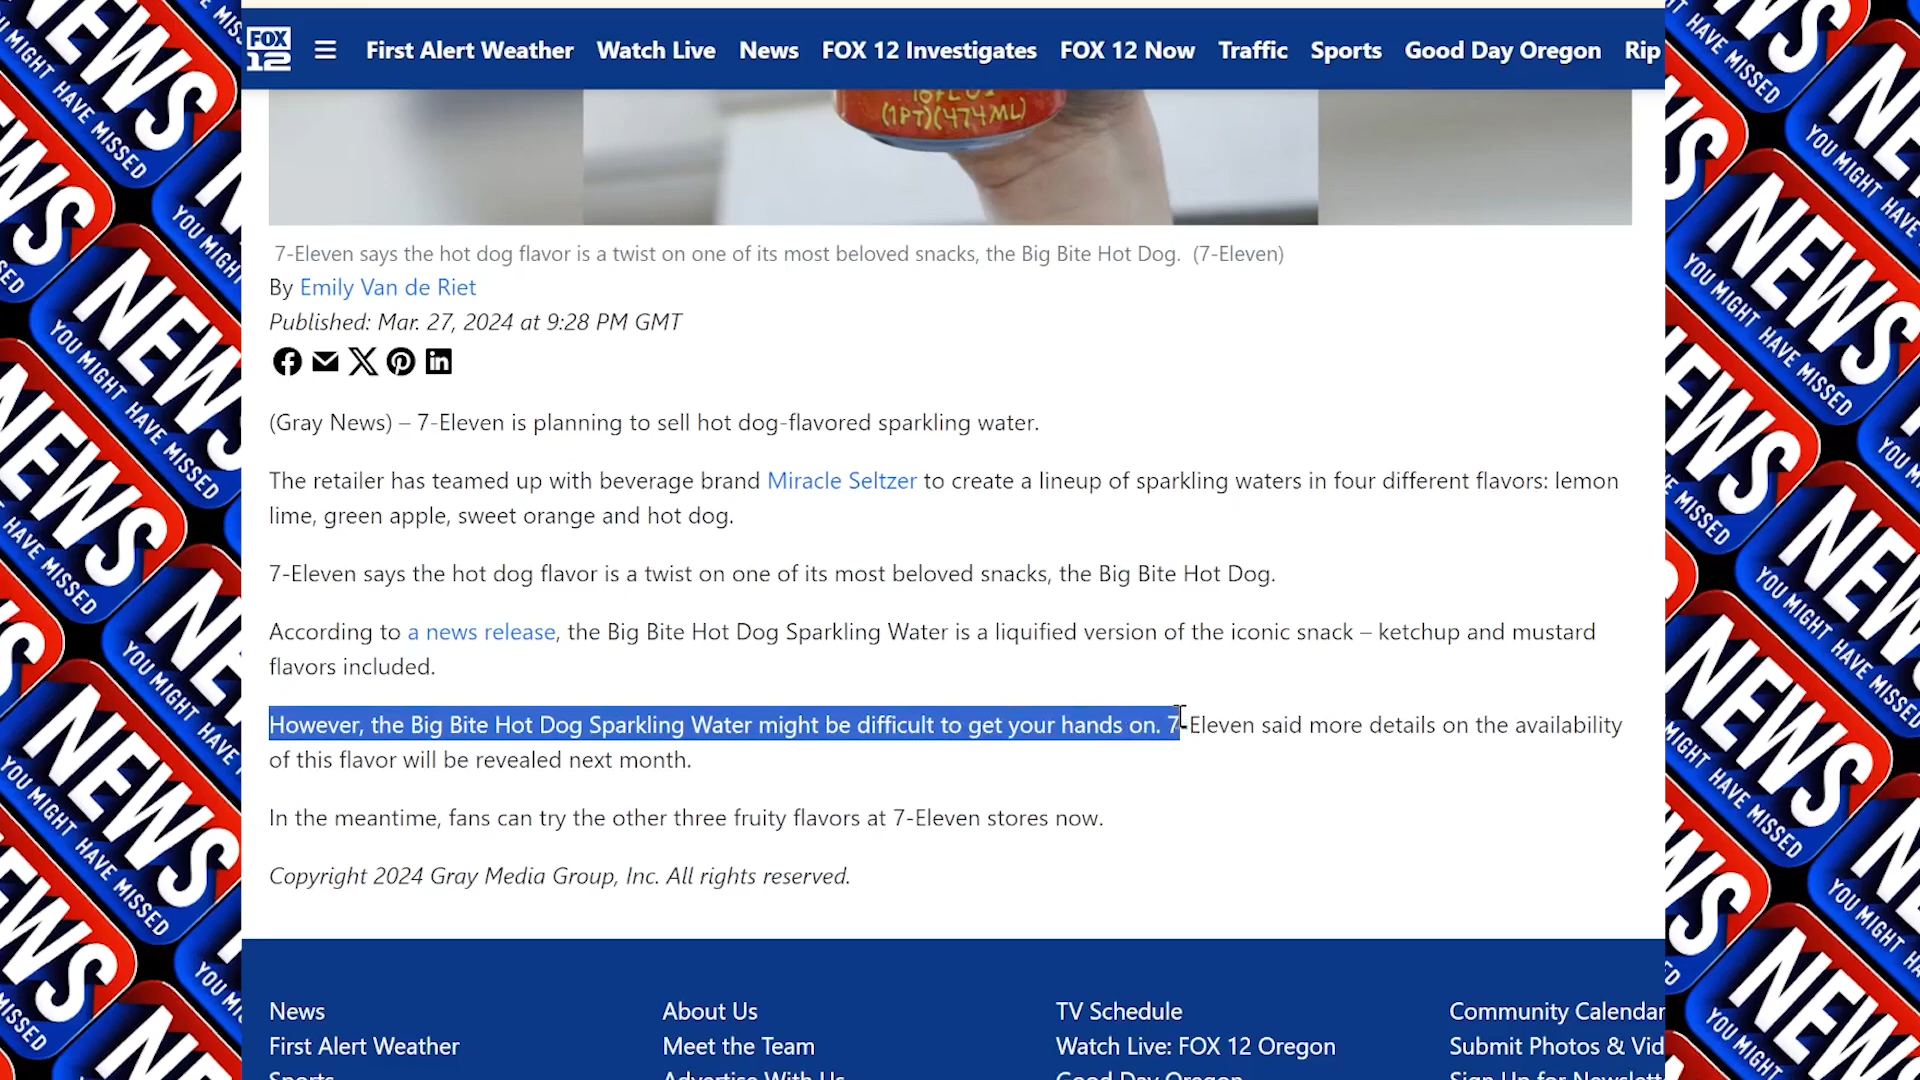 FOX 12
First Alert Weather Watch Live News FOX 12 Investigates FOX 12 Now Traffic Sports Good Day Oregon Rip
(1PT)(474ML)
7-Eleven says the hot dog flavor is a twist on one of its most beloved snacks, the Big Bite Hot Dog. (7-Eleven)
By Emily Van de Riet
Published: Mar. 27, 2024 at 9:28 PM GMT
(Gray News) – 7-Eleven is planning to sell hot dog-flavored sparkling water.
The retailer has teamed up with beverage brand Miracle Seltzer to create a lineup of sparkling waters in four different flavors: lemon
lime, green apple, sweet orange and hot dog.
7-Eleven says the hot dog flavor is a twist on one of its most beloved snacks, the Big Bite Hot Dog.
According to a news release, the Big Bite Hot Dog Sparkling Water is a liquified version of the iconic snack – ketchup and mustard
flavors included.
However, the Big Bite Hot Dog Sparkling Water might be difficult to get your hands on. 7-Eleven said more details on the availability
of this flavor will be revealed next month.
In the meantime, fans can try the other three fruity flavors at 7-Eleven stores now.
Copyright 2024 Gray Media Group, Inc. All rights reserved.
News About Us TV Schedule Community Calendar
First Alert Weather Meet the Team Watch Live: FOX 12 Oregon Submit Photos & Vid
NEWS
YOU MIGHT HAVE MISSED